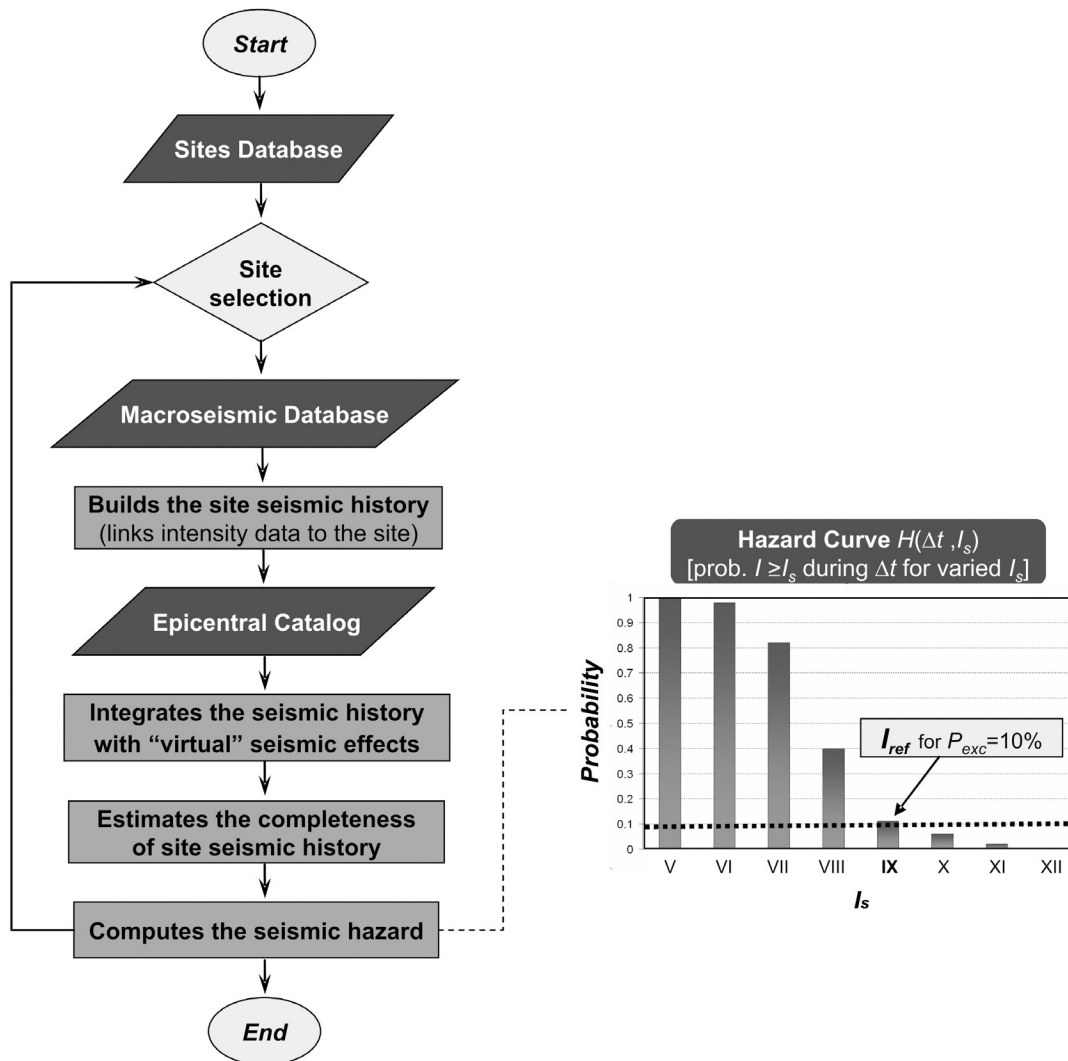 Start
Sites Database
Site
selection
Macroseismic Database
Builds the site seismic history
(links intensity data to the site)
Epicentral Catalog
Integrates the seismic history
with “virtual” seismic effects
Estimates the completeness
of site seismic history
Computes the seismic hazard
End
Hazard Curve H(Δt ,Is)
[prob. I ≥Is during Δt for varied Is]
Probability
1
0.9
0.8
0.7
0.6
0.5
0.4
0.3
0.2
0.1
0
Iref for Pexc=10%
V VI VII VIII IX X XI XII
Is